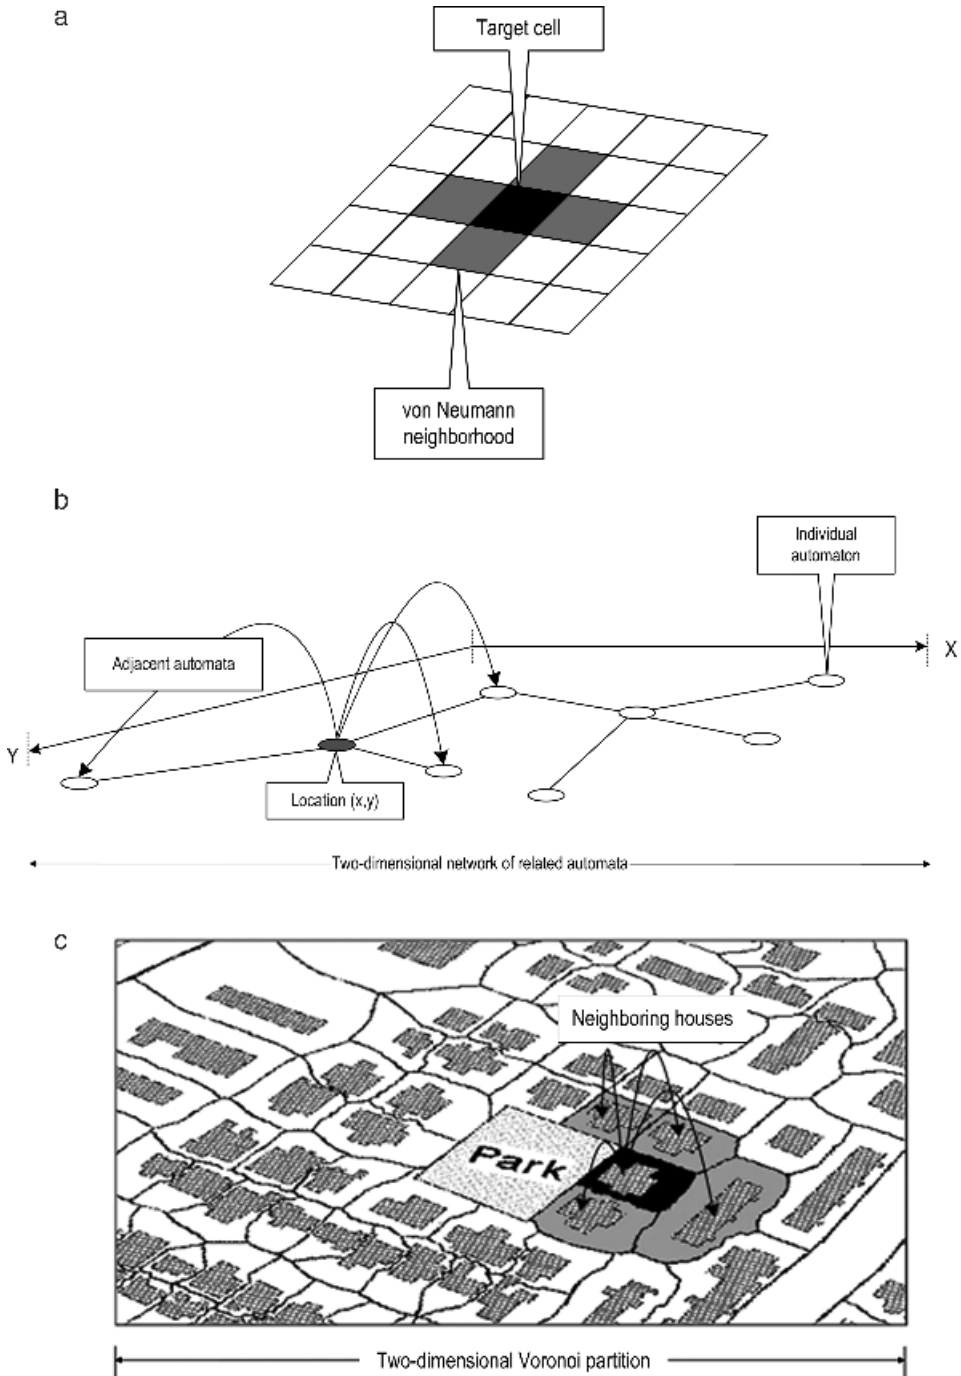 a
Target cell
von Neumann
neighborhood
b
Individual
automaton
Adjacent automata
X
Y
Location (x,y)
Two-dimensional network of related automata
c
Neighboring houses
Park
Two-dimensional Voronoi partition